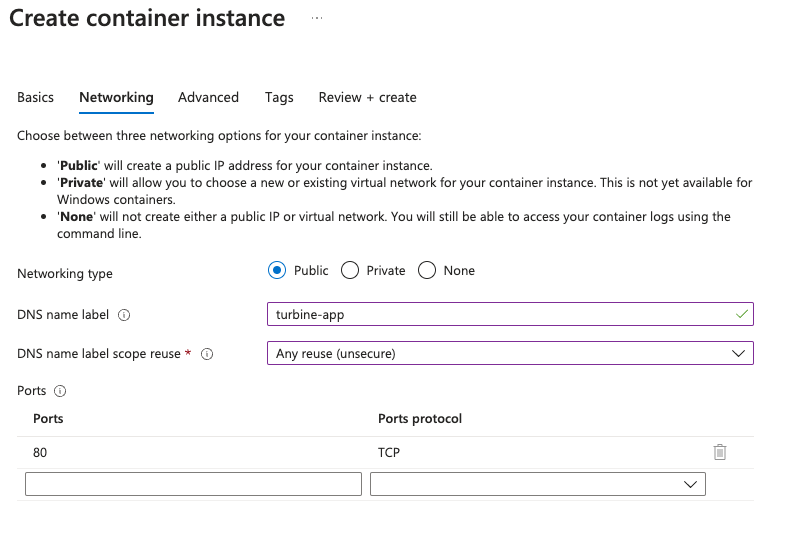 Create container instance ...
Basics Networking Advanced Tags Review + create
Choose between three networking options for your container instance:
• 'Public' will create a public IP address for your container instance.
• 'Private' will allow you to choose a new or existing virtual network for your container instance. This is not yet available for
Windows containers.
• 'None' will not create either a public IP or virtual network. You will still be able to access your container logs using the
command line.
Networking type Public Private None
DNS name label turbine-app
DNS name label scope reuse * Any reuse (unsecure)
Ports
Ports Ports protocol
80 TCP